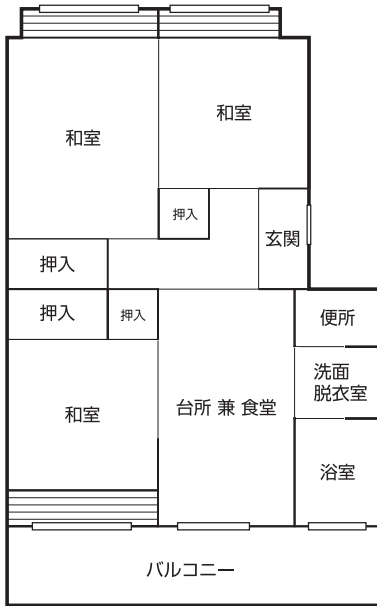 和室
和室
押入
玄関
押入
押入
押入
便所
洗面
脱衣室
和室
台所 兼 食堂
浴室
バルコニー